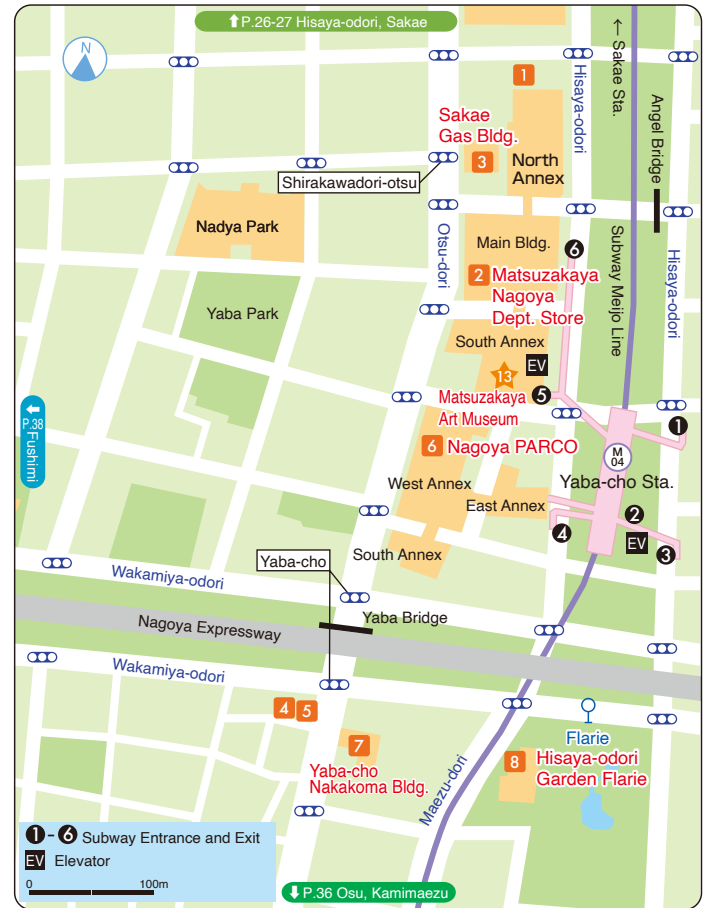 ⬆P.26-27 Hisaya-odori, Sakae
N
← Sakae Sta.
Hisaya-odori
Angel Bridge
1
Sakae
Gas Bldg.
3
North
Annex
Shirakawadori-otsu
Nadya Park
Main Bldg.
6
Otsu-dori
Subway Meijo Line
Hisaya-odori
2
Matsuzakaya
Nagoya
Dept. Store
Yaba Park
South Annex
EV
13
5
Matsuzakaya
Art Museum
⬅
P.38
Fushimi
1
6
Nagoya PARCO
M
04
Yaba-cho Sta.
West Annex
East Annex
2
4
EV
3
South Annex
Yaba-cho
Wakamiya-odori
Yaba Bridge
Nagoya Expressway
Wakamiya-odori
4
5
7
Yaba-cho
Nakakoma Bldg.
Maezu-dori
Flarie
8
Hisaya-odori
Garden Flarie
1 - 6 Subway Entrance and Exit
EV Elevator
0 100m
⬇P.36 Osu, Kamimaezu